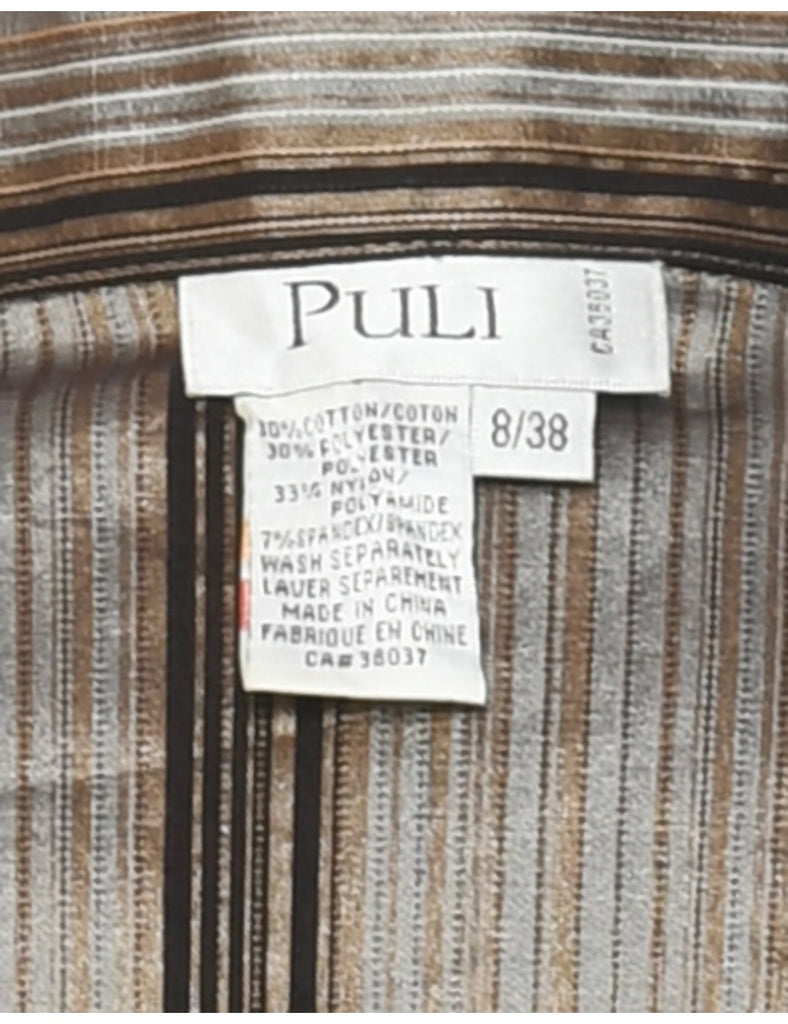 PULI
CA38037
8/38
30% COTTON/COTON
30% POLYESTER/
POLYESTER
33% NYLON/
POLYAMIDE
7% SPANDEX/SPANDEX
WASH SEPARATELY
LAVER SEPAREMENT
MADE IN CHINA
FABRIQUE EN CHINE
CA# 38037